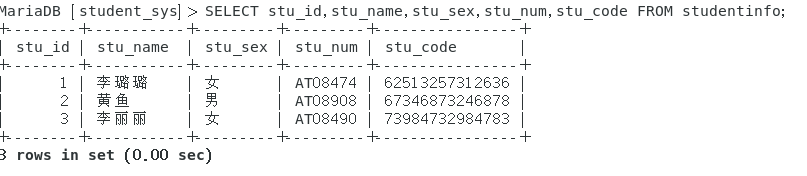 MariaDB [student_sys]> SELECT stu_id,stu_name,stu_sex,stu_num,stu_code FROM studentinfo;
+--------+----------+---------+---------+----------------+
| stu_id | stu_name | stu_sex | stu_num | stu_code |
+--------+----------+---------+---------+----------------+
| 1 | 李璐璐 | 女 | AT08474 | 62513257312636 |
| 2 | 黄鱼 | 男 | AT08908 | 67346873246878 |
| 3 | 李丽丽 | 女 | AT08490 | 73984732984783 |
+--------+----------+---------+---------+----------------+
3 rows in set (0.00 sec)